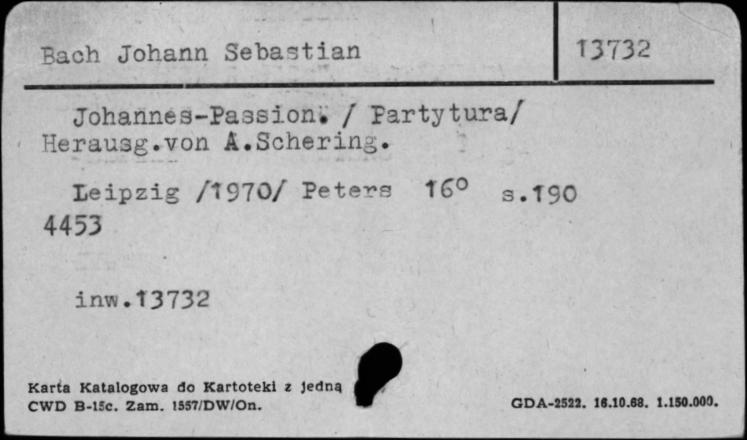 Bach Johann Sebastian
13732
Johannes-Passion. / Partytura/
Herausg.von A.Schering.
Leipzig /1970/ Peters 16° s.190
4453
inw.13732
Karta Katalogowa do Kartoteki z jedną
CWD B-15c. Zam. 1557/DW/On.
GDA-2522. 16.10.68. 1.150.000.